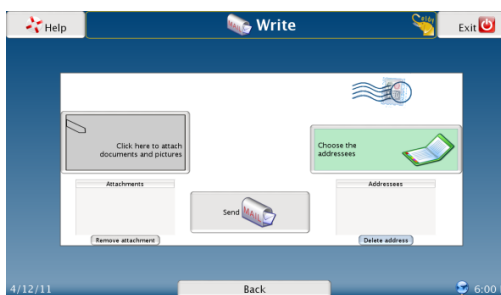 Help
Write
Exit
Click here to attach
documents and pictures
Choose the
addressees
Attachments
Addressees
Send
MAIL
Remove attachment
Delete address
4/12/11
Back
6:00